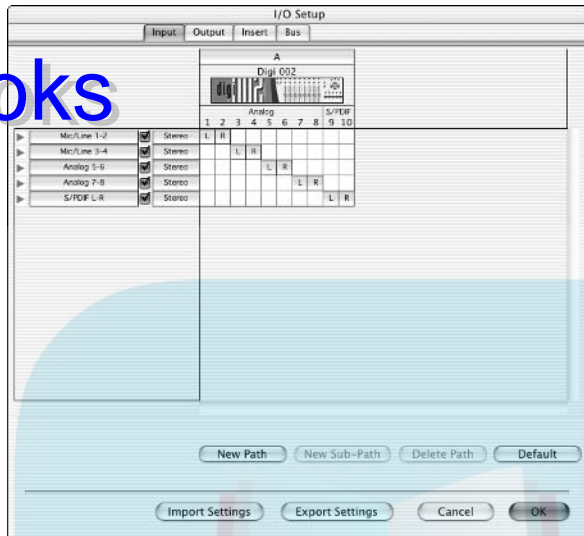 I/O Setup
Input Output Insert Bus
oks
A
Digi 002
digi
Analog S/PDIF
1 2 3 4 5 6 7 8 9 10
Mic/Line 1-2 Stereo L R
Mic/Line 3-4 Stereo L R
Analog 5-6 Stereo L R
Analog 7-8 Stereo L R
S/PDIF L-R Stereo L R
New Path New Sub-Path Delete Path Default
Import Settings Export Settings Cancel OK